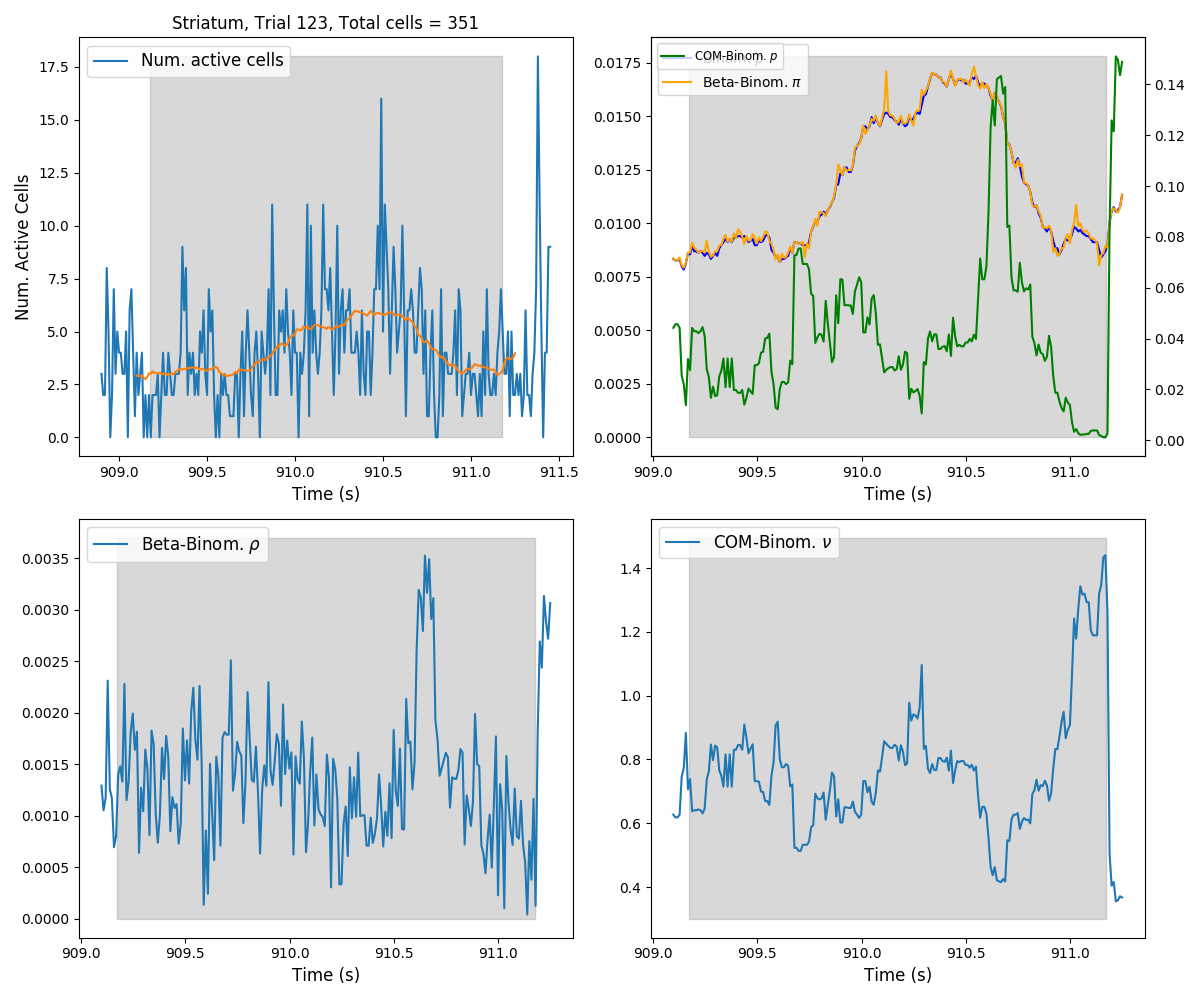 Striatum, Trial 123, Total cells = 351
Num. active cells
17.5
15.0
12.5
10.0
7.5
5.0
2.5
0.0
Num. Active Cells
909.0 909.5 910.0 910.5 911.0 911.5
Time (s)
COM-Binom. p
Beta-Binom. π
0.0175
0.0150
0.0125
0.0100
0.0075
0.0050
0.0025
0.0000
0.14
0.12
0.10
0.08
0.06
0.04
0.02
0.00
909.0 909.5 910.0 910.5 911.0
Time (s)
Beta-Binom. ρ
0.0035
0.0030
0.0025
0.0020
0.0015
0.0010
0.0005
0.0000
909.0 909.5 910.0 910.5 911.0
Time (s)
COM-Binom. ν
1.4
1.2
1.0
0.8
0.6
0.4
909.0 909.5 910.0 910.5 911.0
Time (s)